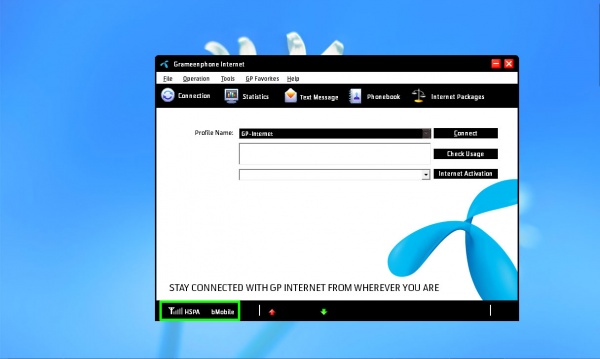 Grameenphone Internet
File Operation Tools GP Favorites Help
Connection Statistics Text Message Phonebook Internet Packages
Profile Name: GP-Internet Connect
Check Usage
Internet Activation
STAY CONNECTED WITH GP INTERNET FROM WHEREVER YOU ARE
HSPA bMobile